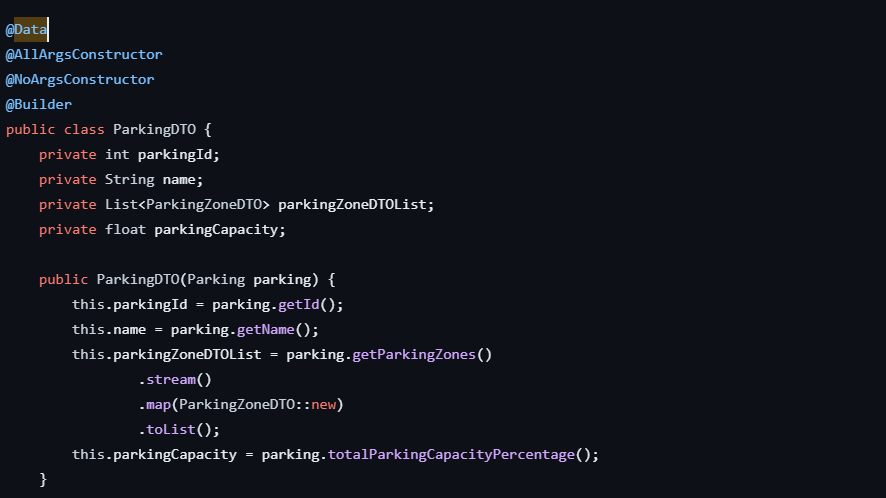 @Data
@AllArgsConstructor
@NoArgsConstructor
@Builder
public class ParkingDTO {
    private int parkingId;
    private String name;
    private List<ParkingZoneDTO> parkingZoneDTOList;
    private float parkingCapacity;

    public ParkingDTO(Parking parking) {
        this.parkingId = parking.getId();
        this.name = parking.getName();
        this.parkingZoneDTOList = parking.getParkingZones()
                .stream()
                .map(ParkingZoneDTO::new)
                .toList();
        this.parkingCapacity = parking.totalParkingCapacityPercentage();
    }